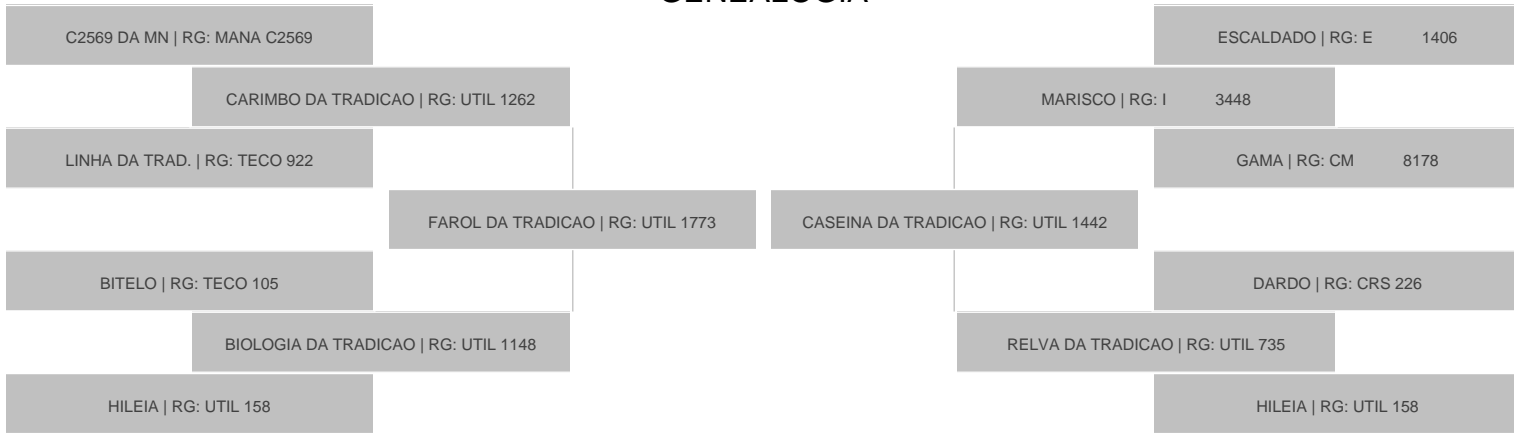 GENEALOGIA
C2569 DA MN | RG: MANA C2569
ESCALDADO | RG: E 1406
CARIMBO DA TRADICAO | RG: UTIL 1262
MARISCO | RG: I 3448
LINHA DA TRAD. | RG: TECO 922
GAMA | RG: CM 8178
FAROL DA TRADICAO | RG: UTIL 1773
CASEINA DA TRADICAO | RG: UTIL 1442
BITELO | RG: TECO 105
DARDO | RG: CRS 226
BIOLOGIA DA TRADICAO | RG: UTIL 1148
RELVA DA TRADICAO | RG: UTIL 735
HILEIA | RG: UTIL 158
HILEIA | RG: UTIL 158